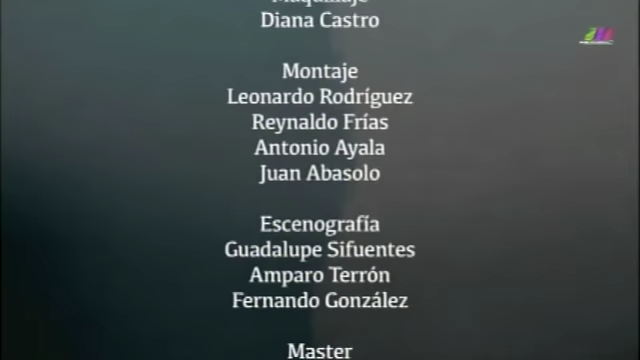 Maquillaje
Diana Castro
Montaje
Leonardo Rodríguez
Reynaldo Frías
Antonio Ayala
Juan Abasolo
Escenografía
Guadalupe Sifuentes
Amparo Terrón
Fernando González
Master